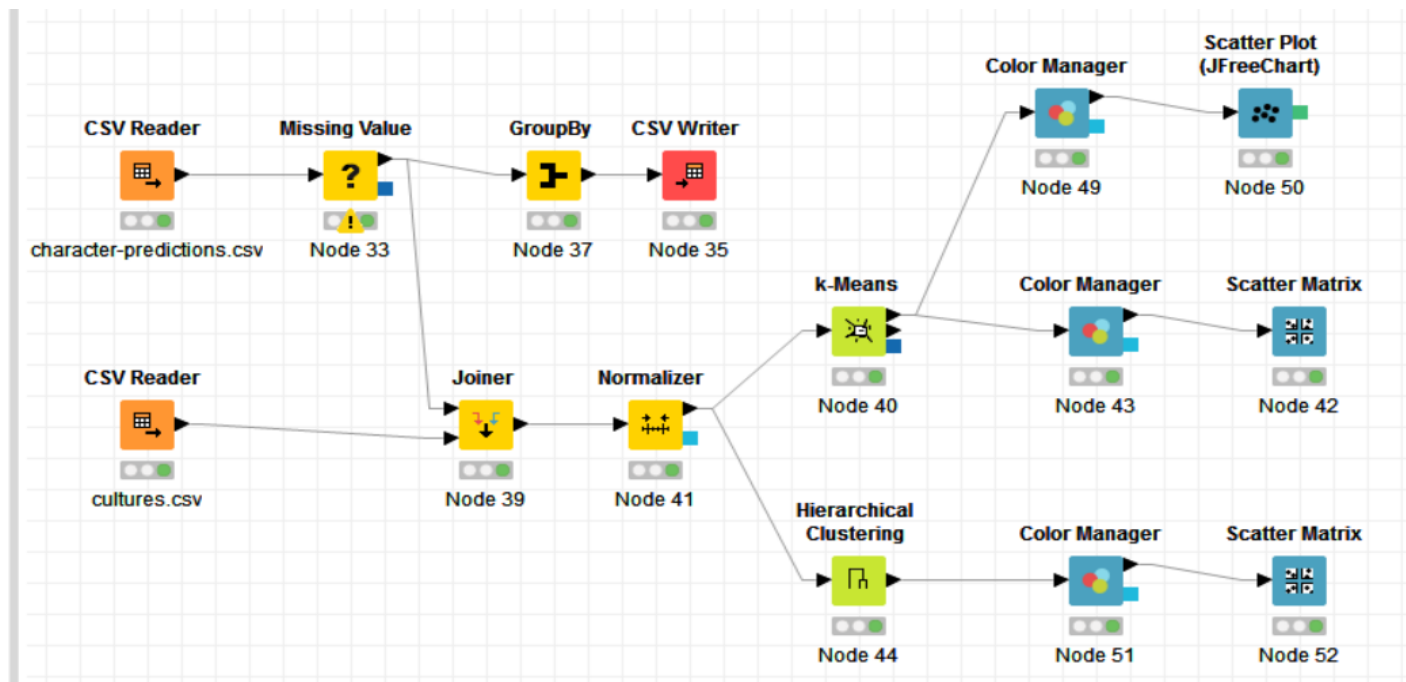 Scatter Plot
(JFreeChart)
Color Manager
CSV Reader
Missing Value
GroupBy
CSV Writer
?
!
Node 49
Node 50
character-predictions.csv
Node 33
Node 37
Node 35
k-Means
Color Manager
Scatter Matrix
CSV Reader
Joiner
Normalizer
Node 40
Node 43
Node 42
cultures.csv
Node 39
Node 41
Hierarchical
Clustering
Color Manager
Scatter Matrix
Node 44
Node 51
Node 52